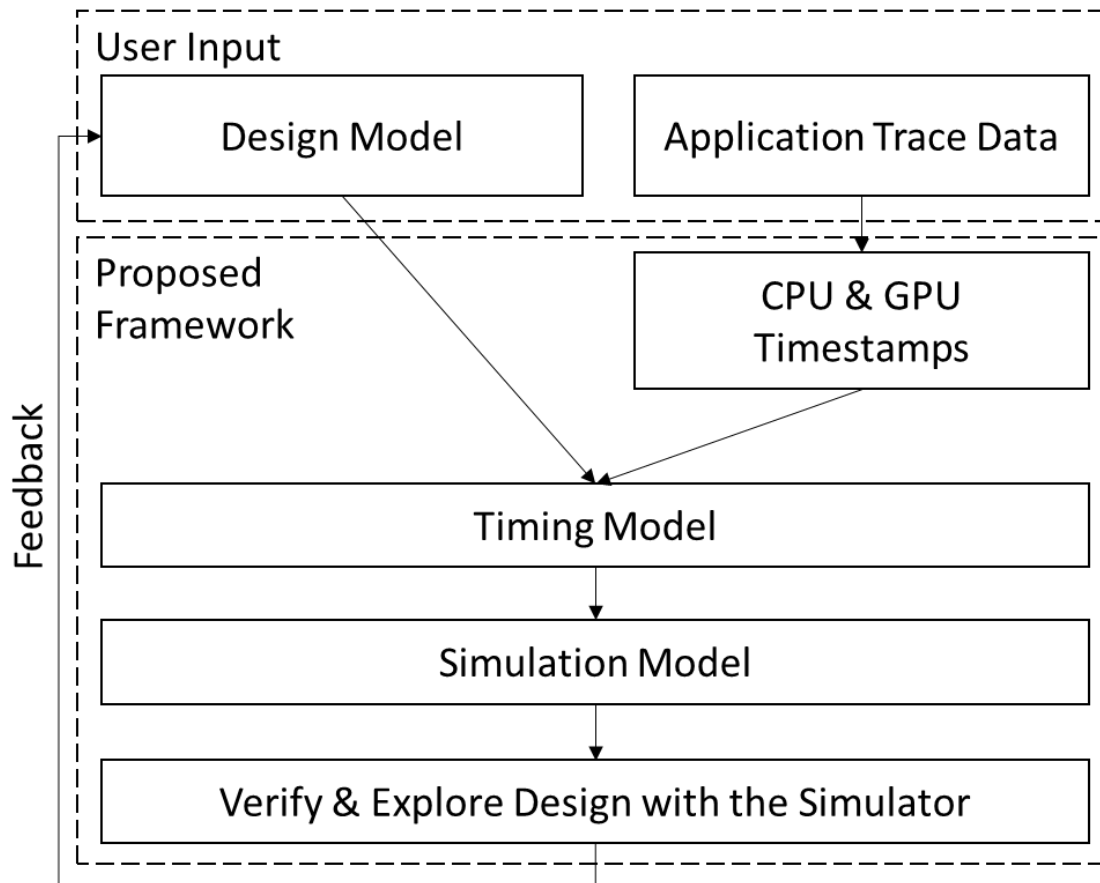 User Input
Design Model
Application Trace Data
Proposed
Framework
CPU & GPU
Timestamps
Feedback
Timing Model
Simulation Model
Verify & Explore Design with the Simulator